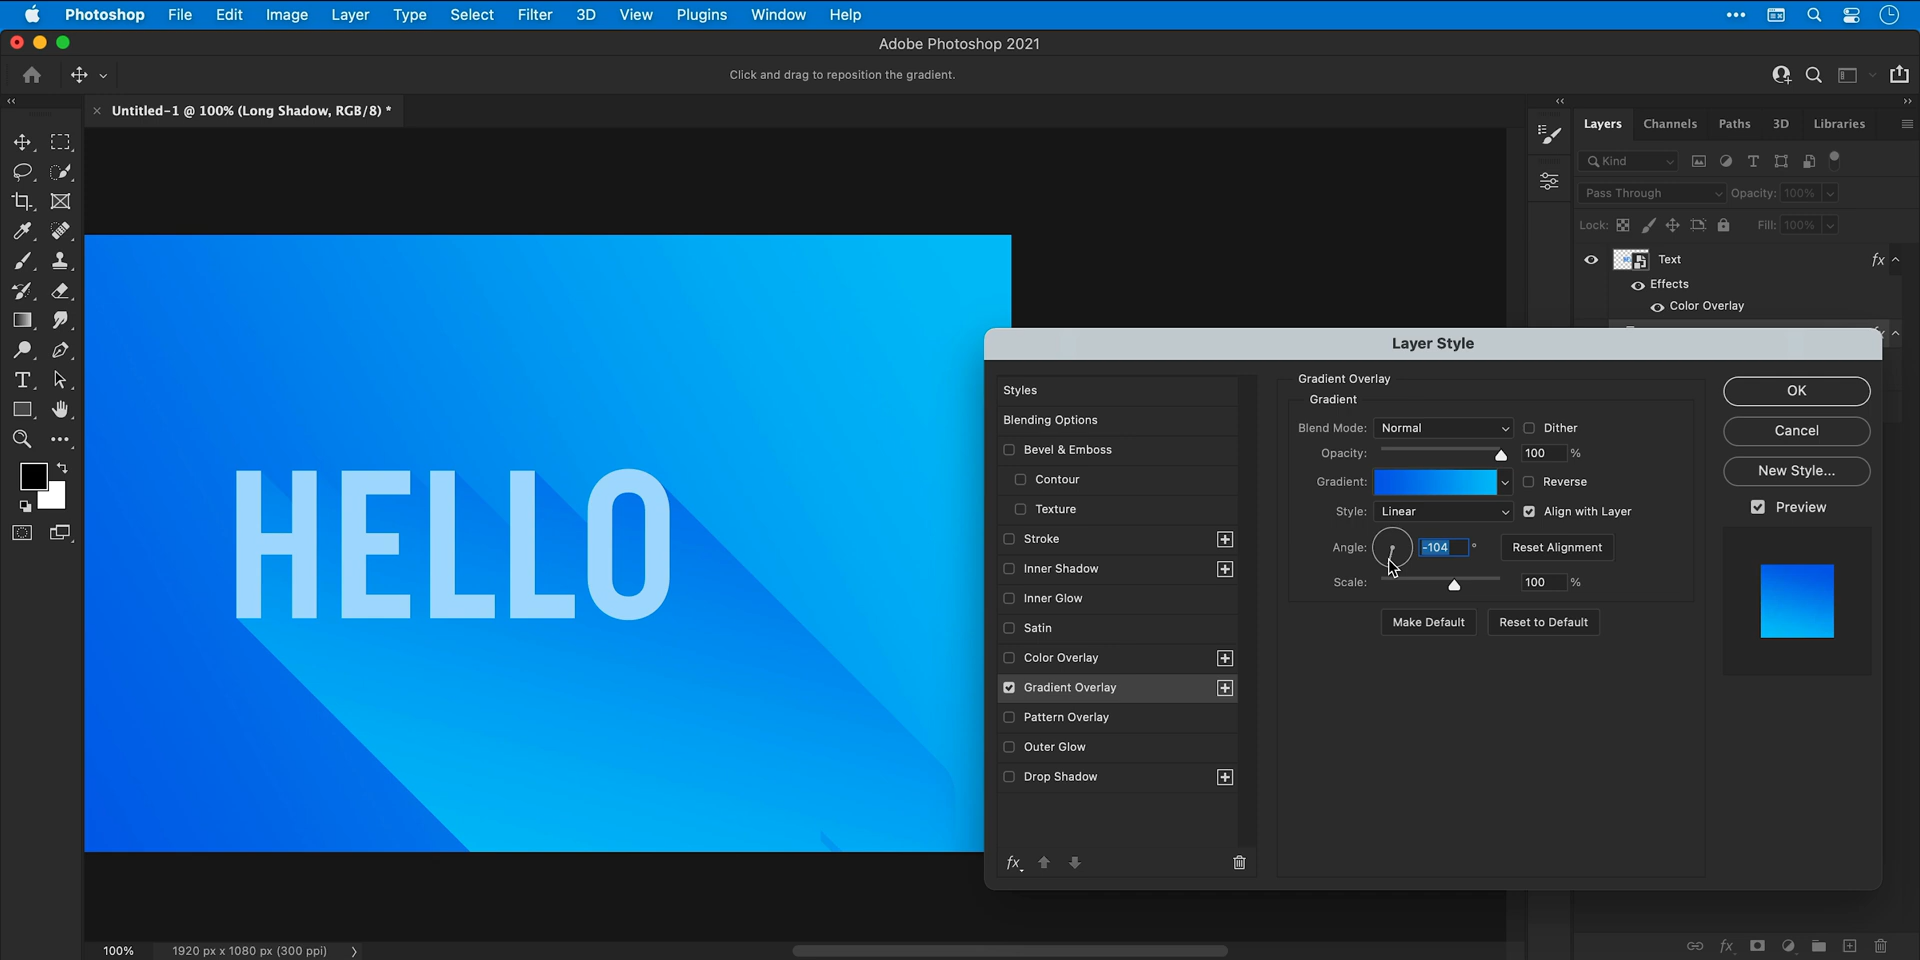 Photoshop File Edit Image Layer Type Select Filter 3D View Plugins Window Help
Adobe Photoshop 2021
Click and drag to reposition the gradient.
Untitled-1 @ 100% (Long Shadow, RGB/8) *
Layers Channels Paths 3D Libraries
Kind
Pass Through Opacity: 100%
Lock: Fill: 100%
Text fx
Effects
Color Overlay
HELLO
Layer Style
Styles
Blending Options
Bevel & Emboss
Contour
Texture
Stroke
Inner Shadow
Inner Glow
Satin
Color Overlay
Gradient Overlay
Pattern Overlay
Outer Glow
Drop Shadow
fx
Gradient Overlay
Gradient
Blend Mode: Normal Dither
Opacity: 100 %
Gradient: Reverse
Style: Linear Align with Layer
Angle: -104 ° Reset Alignment
Scale: 100 %
Make Default Reset to Default
OK
Cancel
New Style...
Preview
100% 1920 px x 1080 px (300 ppi)
fx